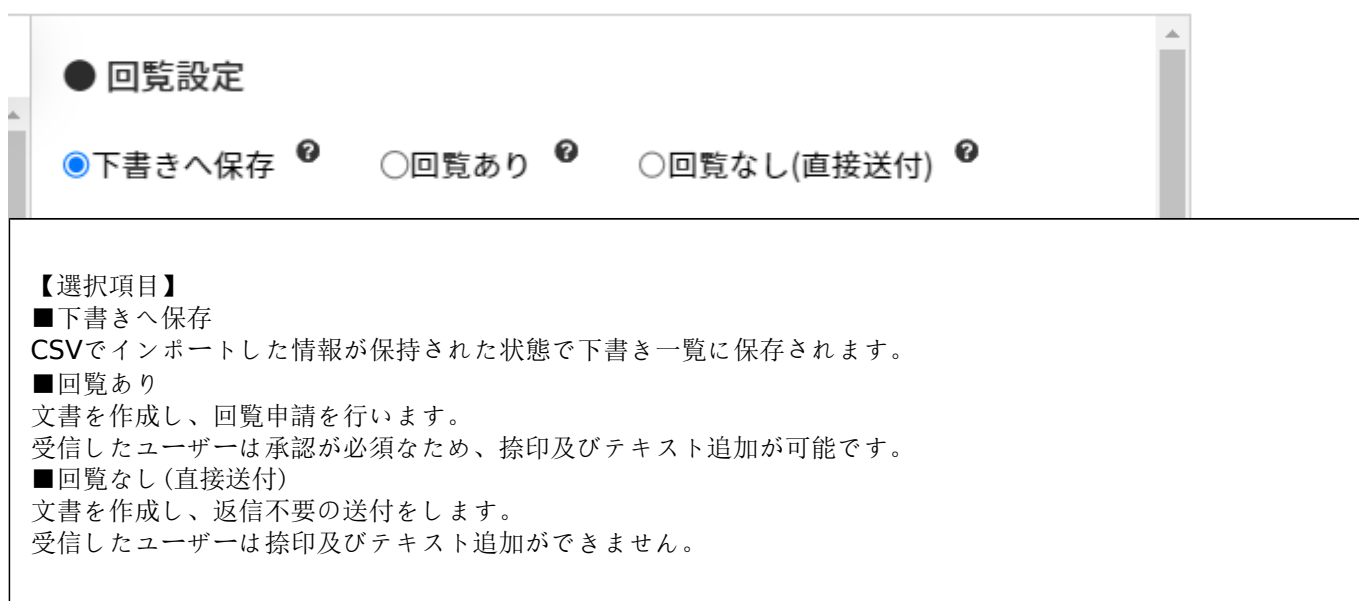 ● 回覧設定
◉下書きへ保存 ? ○回覧あり ? ○回覧なし(直接送付) ?
【選択項目】
■下書きへ保存
CSVでインポートした情報が保持された状態で下書き一覧に保存されます。
■回覧あり
文書を作成し、回覧申請を行います。
受信したユーザーは承認が必須なため、捺印及びテキスト追加が可能です。
■回覧なし(直接送付)
文書を作成し、返信不要の送付をします。
受信したユーザーは捺印及びテキスト追加ができません。